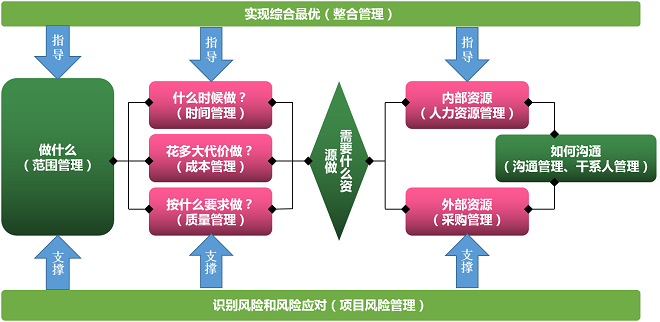 实现综合最优（整合管理）
指导
指导
指导
做什么
（范围管理）
什么时候做？
（时间管理）
花多大代价做？
（成本管理）
按什么要求做？
（质量管理）
需要什么资
源做
内部资源
（人力资源管理）
外部资源
（采购管理）
如何沟通
（沟通管理、干系人管理）
支撑
支撑
支撑
识别风险和风险应对（项目风险管理）